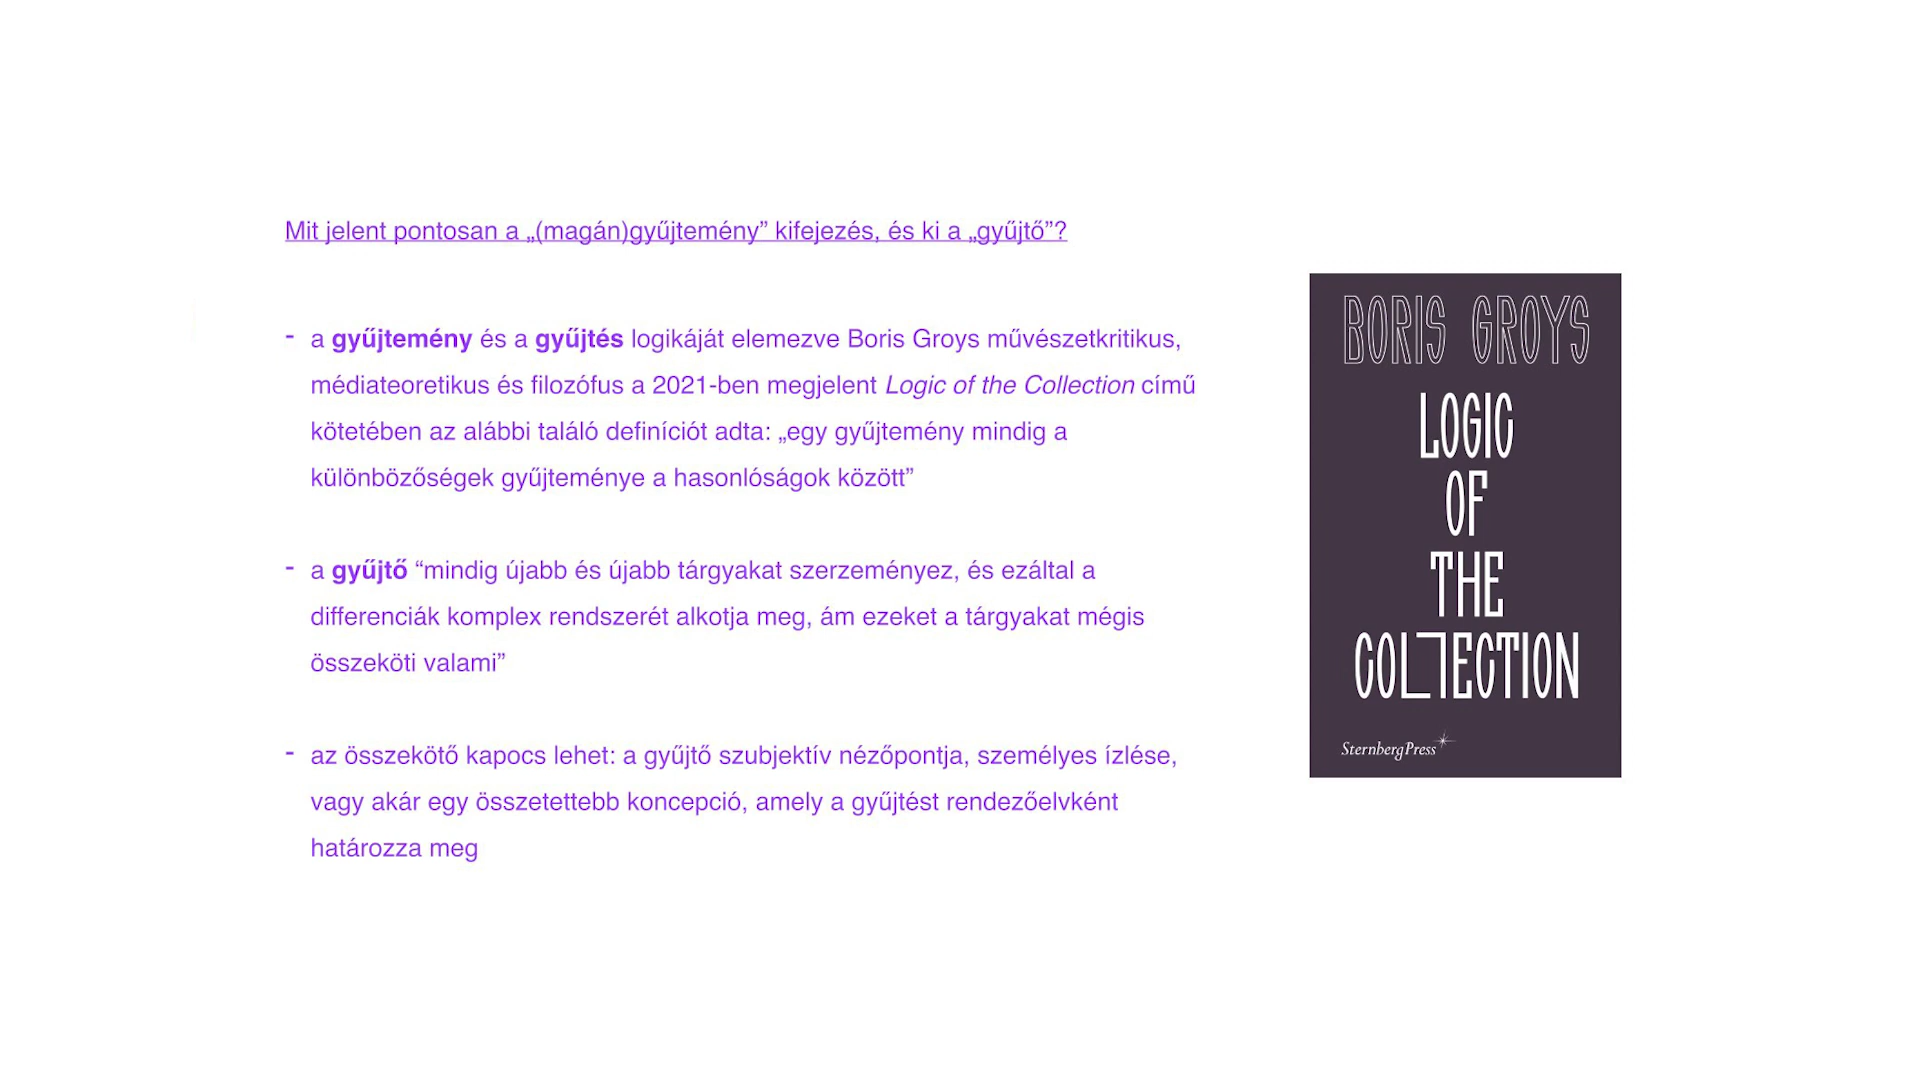 Mit jelent pontosan a „(magán)gyűjtemény” kifejezés, és ki a „gyűjtő”?
- a gyűjtemény és a gyűjtés logikáját elemezve Boris Groys művészetkritikus,
médiateoretikus és filozófus a 2021-ben megjelent Logic of the Collection című
kötetében az alábbi találó definíciót adta: „egy gyűjtemény mindig a
különbözőségek gyűjteménye a hasonlóságok között”
- a gyűjtő “mindig újabb és újabb tárgyakat szerzeményez, és ezáltal a
differenciák komplex rendszerét alkotja meg, ám ezeket a tárgyakat mégis
összeköti valami”
- az összekötő kapocs lehet: a gyűjtő szubjektív nézőpontja, személyes ízlése,
vagy akár egy összetettebb koncepció, amely a gyűjtést rendezőelvként
határozza meg
BORIS GROYS
LOGIC
OF
THE
COLLECTION
SternbergPress